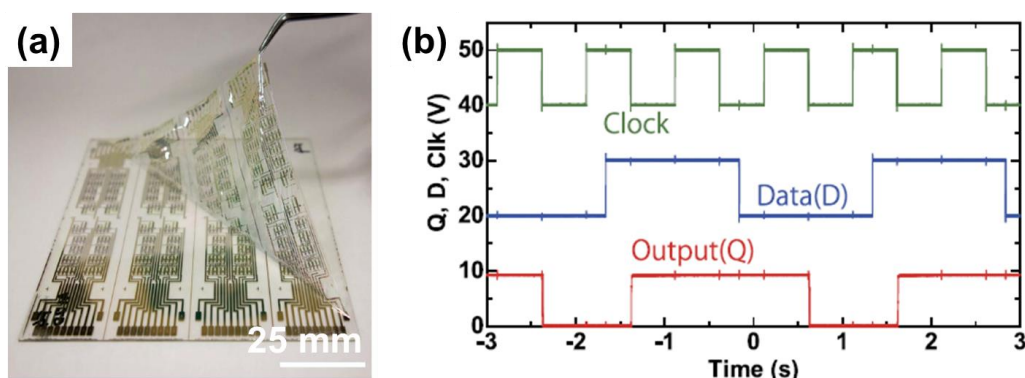 (a)
25 mm
(b)
Q, D, Clk (V)
50
40
30
20
10
0
Clock
Data(D)
Output(Q)
-3 -2 -1 0 1 2 3
Time (s)